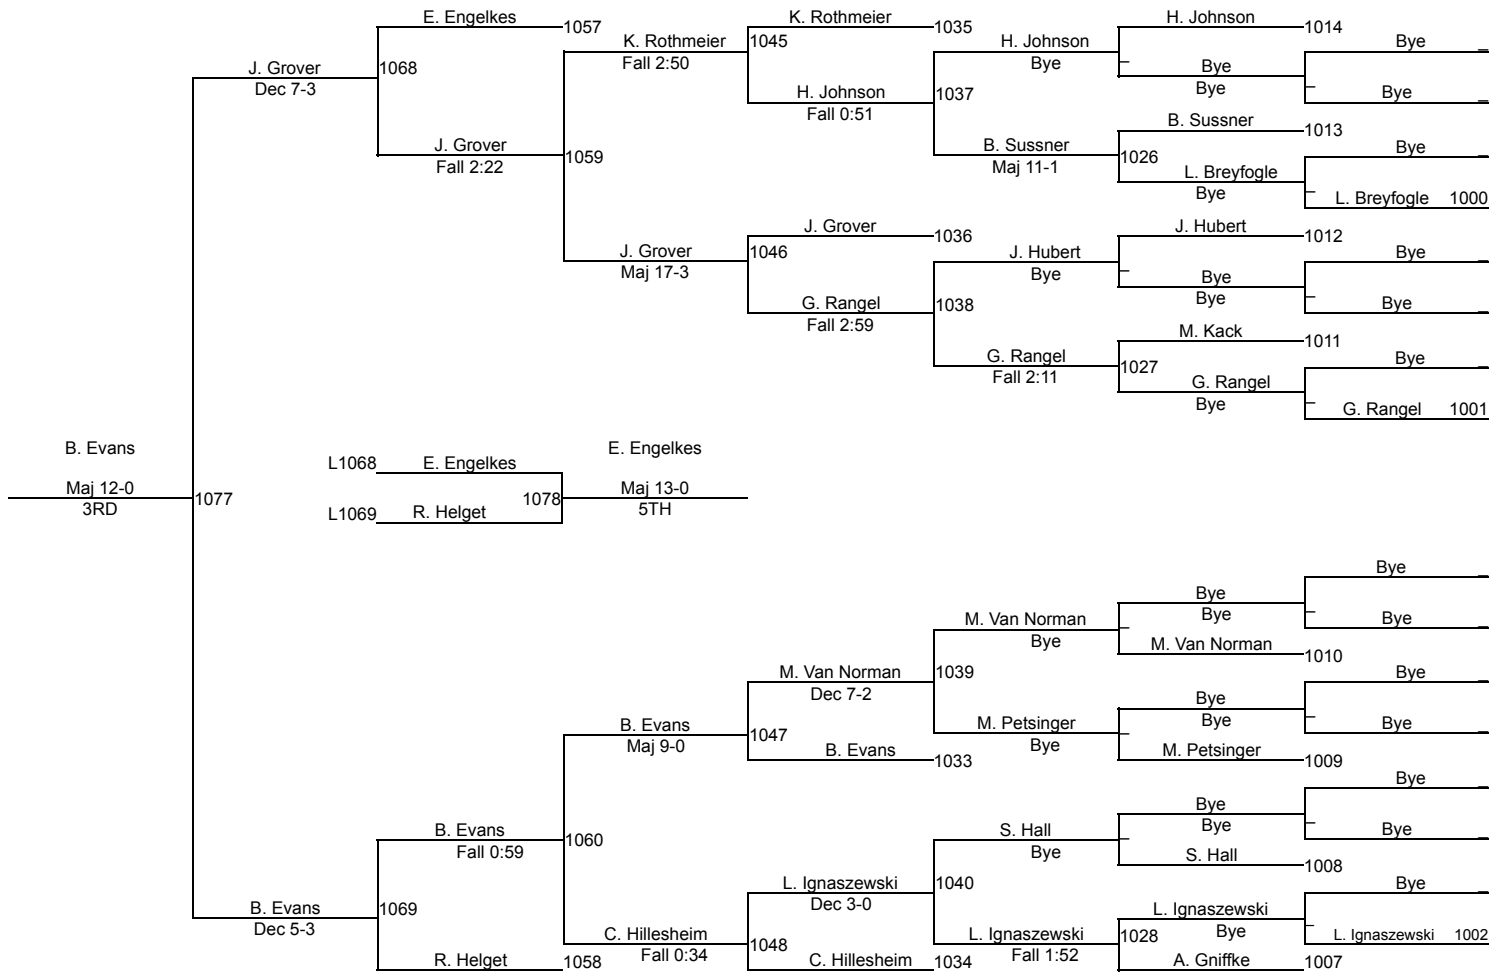 E. Engelkes
1057
K. Rothmeier
1035
H. Johnson
1014
K. Rothmeier
Fall 2:50
1045
H. Johnson
Bye
Bye
J. Grover
Dec 7-3
1068
Bye
Bye
H. Johnson
Fall 0:51
1037
Bye
B. Sussner
1013
J. Grover
Fall 2:22
1059
B. Sussner
Maj 11-1
1026
Bye
L. Breyfogle
Bye
L. Breyfogle 1000
J. Grover
1036
J. Hubert
1012
J. Grover
Maj 17-3
1046
J. Hubert
Bye
Bye
Bye
Bye
G. Rangel
Fall 2:59
1038
Bye
M. Kack
1011
G. Rangel
Fall 2:11
1027
Bye
G. Rangel
Bye
G. Rangel 1001
B. Evans
Maj 12-0
3RD
1077
L1068
E. Engelkes
L1069
R. Helget
1078
E. Engelkes
Maj 13-0
5TH
Bye
Bye
Bye
Bye
M. Van Norman
Bye
M. Van Norman
1010
M. Van Norman
Dec 7-2
1039
Bye
Bye
Bye
Bye
B. Evans
Maj 9-0
1047
M. Petsinger
Bye
B. Evans
1033
M. Petsinger
1009
Bye
Bye
Bye
Bye
B. Evans
Fall 0:59
1060
S. Hall
Bye
S. Hall
1008
L. Ignaszewski
Dec 3-0
1040
Bye
B. Evans
Dec 5-3
1069
L. Ignaszewski
Bye
C. Hillesheim
Fall 0:34
1048
L. Ignaszewski
Fall 1:52
1028
L. Ignaszewski 1002
R. Helget
1058
C. Hillesheim
1034
A. Gniffke
1007